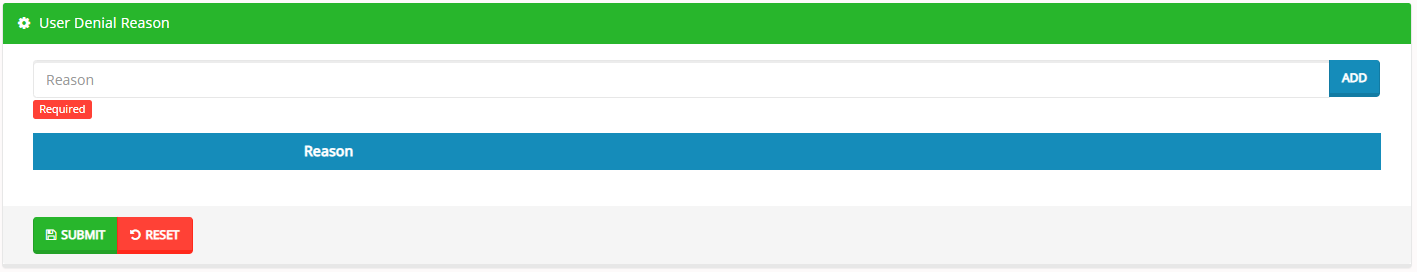 User Denial Reason
Reason
ADD
Required
Reason
SUBMIT
RESET